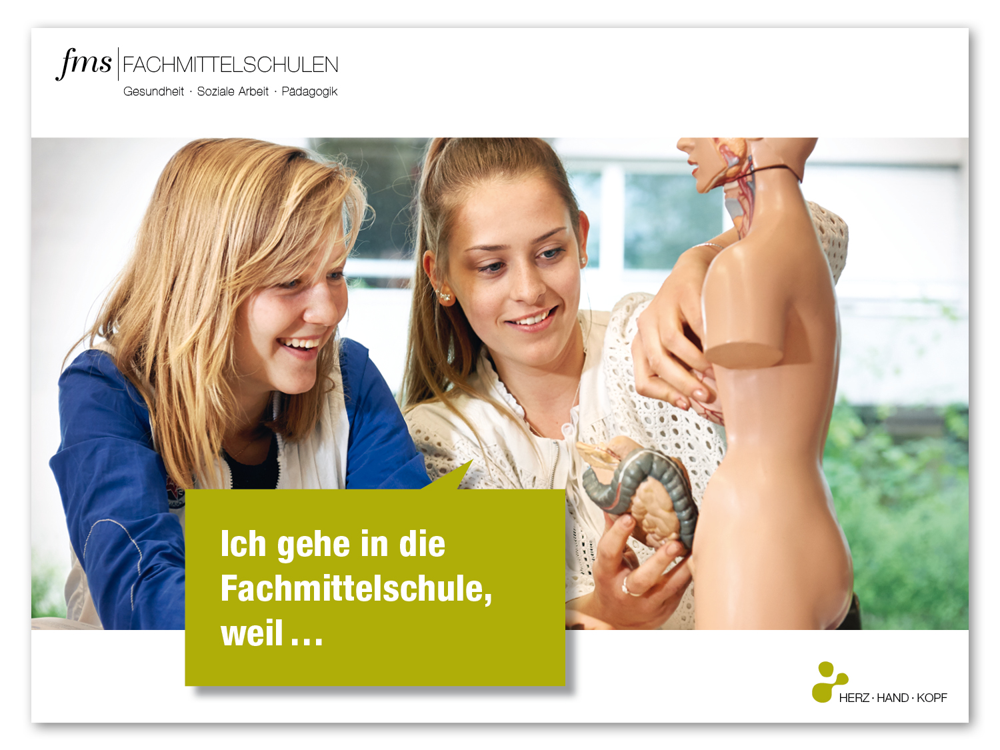 fms FACHMITTELSCHULEN
Gesundheit · Soziale Arbeit · Pädagogik
Ich gehe in die
Fachmittelschule,
weil ...
HERZ · HAND · KOPF